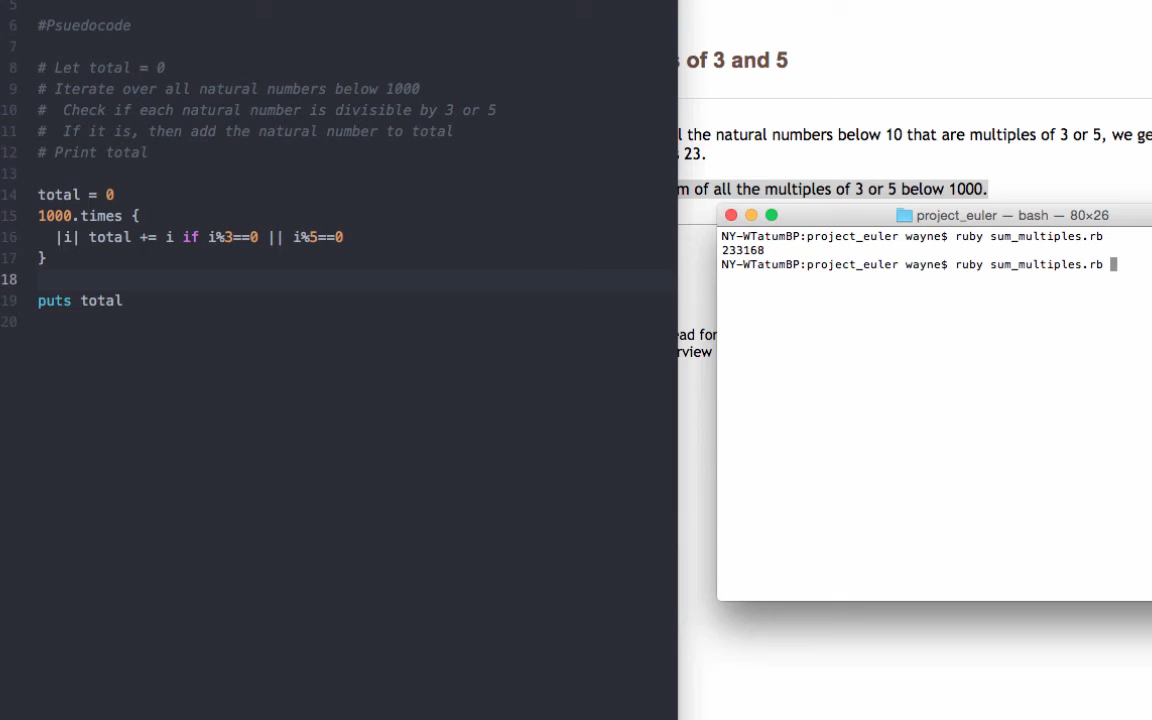 5
6 #Psuedocode
7
8 # Let total = 0
9 # Iterate over all natural numbers below 1000
10 #  Check if each natural number is divisible by 3 or 5
11 #  If it is, then add the natural number to total
12 # Print total
13
14 total = 0
15 1000.times {
16   |i| total += i if i%3==0 || i%5==0
17 }
18
19 puts total
20
of 3 and 5
the natural numbers below 10 that are multiples of 3 or 5, we
23.
of all the multiples of 3 or 5 below 1000.
project_euler — bash — 80×26
NY-WTatumBP:project_euler wayne$ ruby sum_multiples.rb
233168
NY-WTatumBP:project_euler wayne$ ruby sum_multiples.rb
for